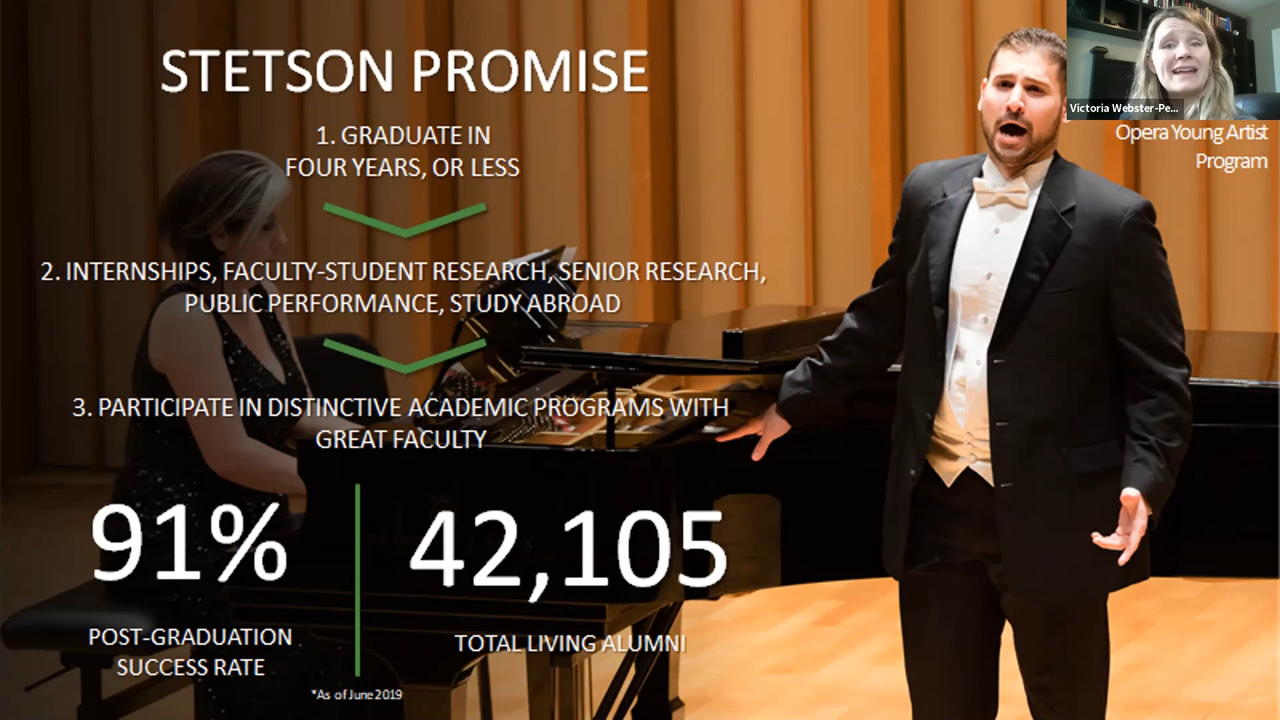 STETSON PROMISE
1. GRADUATE IN
FOUR YEARS, OR LESS
2. INTERNSHIPS, FACULTY-STUDENT RESEARCH, SENIOR RESEARCH,
PUBLIC PERFORMANCE, STUDY ABROAD
3. PARTICIPATE IN DISTINCTIVE ACADEMIC PROGRAMS WITH
GREAT FACULTY
91%
POST-GRADUATION
SUCCESS RATE
42,105
TOTAL LIVING ALUMNI
*As of June 2019
Victoria Webster-Pe...
Opera Young Artist
Program